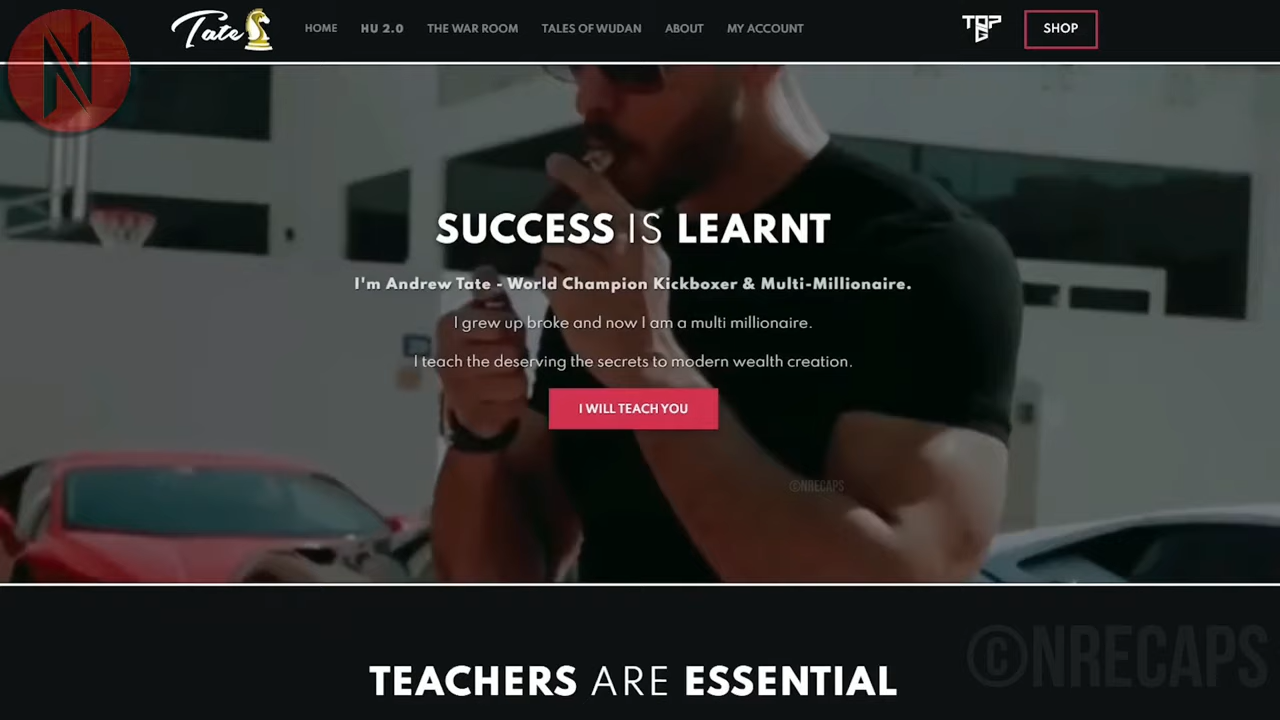 Tate
HOME
HU 2.0
THE WAR ROOM
TALES OF WUDAN
ABOUT
MY ACCOUNT
TOP G
SHOP
N
SUCCESS IS LEARNT
I'm Andrew Tate - World Champion Kickboxer & Multi-Millionaire.
I grew up broke and now I am a multi millionaire.
I teach the deserving the secrets to modern wealth creation.
I WILL TEACH YOU
©NRECAPS
TEACHERS ARE ESSENTIAL
©NRECAPS